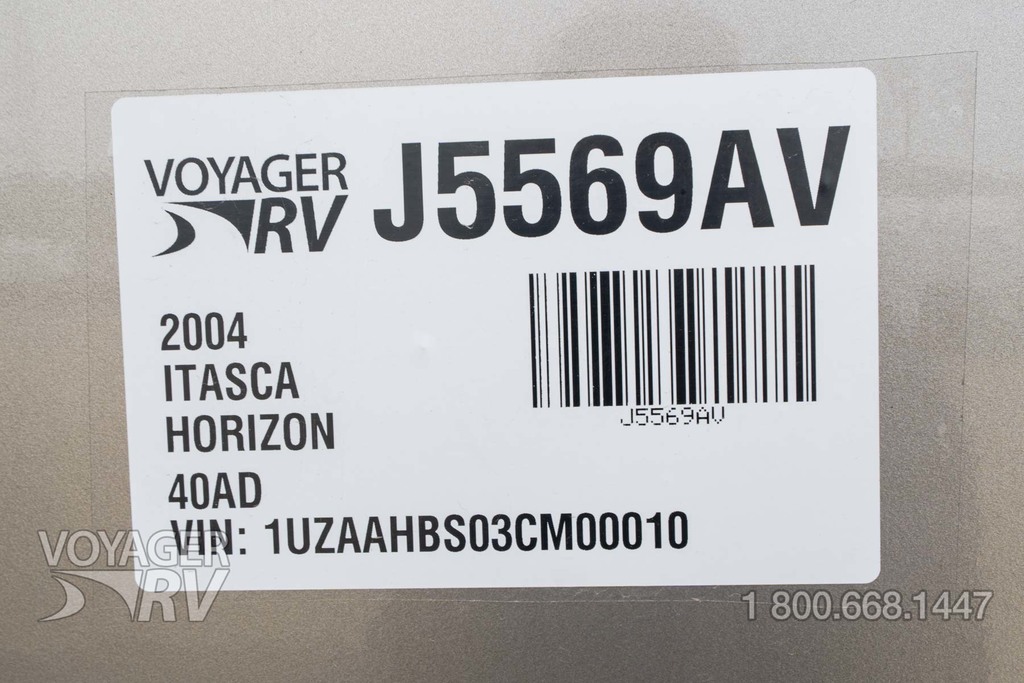 VOYAGER
RV
J5569AV
J5569AV
2004
ITASCA
HORIZON
40AD
VIN: 1UZAAHBS03CM00010
VOYAGER
RV
1 800.668.1447